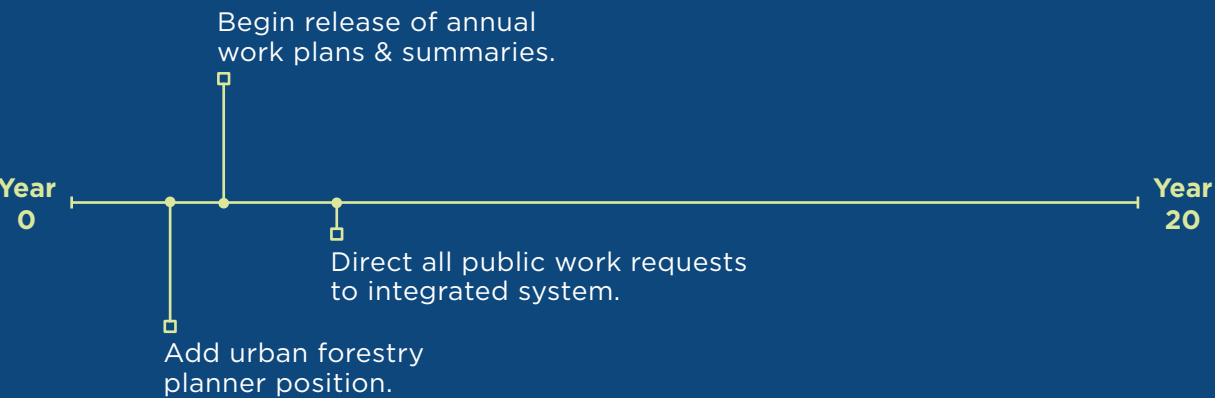 Begin release of annual
work plans & summaries.
Year
0
Year
20
Direct all public work requests
to integrated system.
Add urban forestry
planner position.